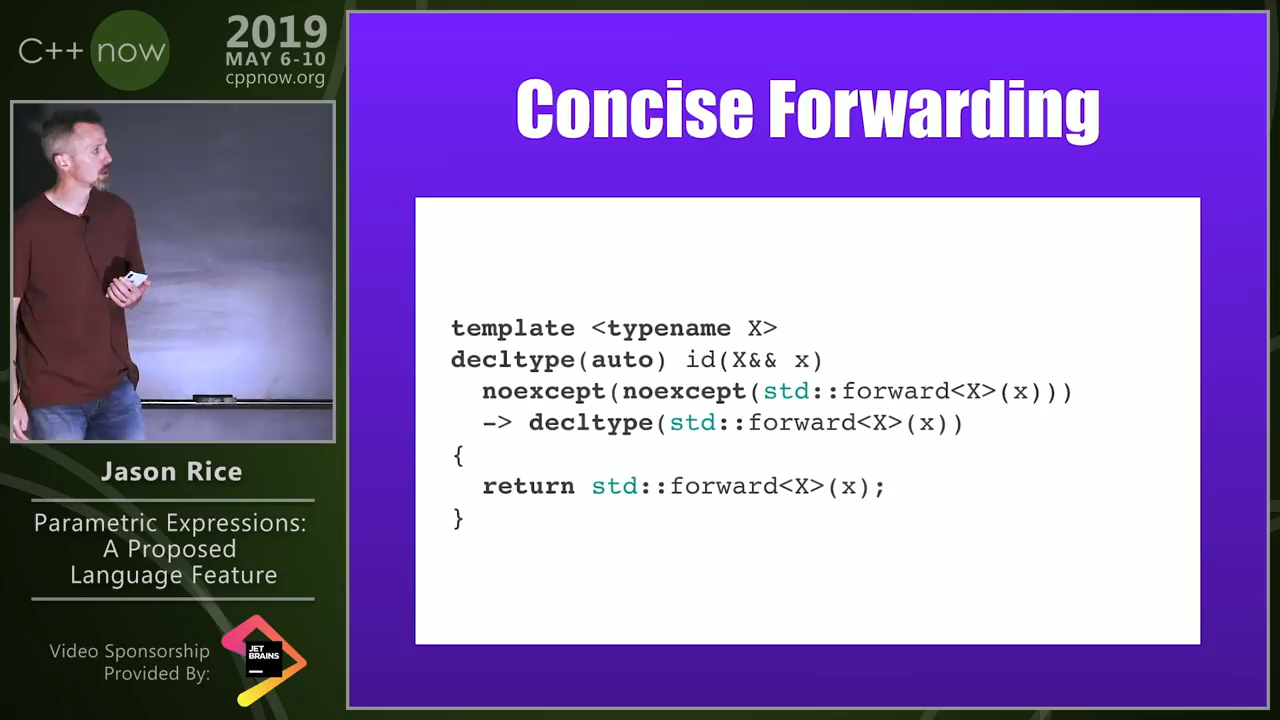 C++ now
2019
MAY 6-10
cppnow.org
Concise Forwarding
template <typename X>
decltype(auto) id(X&& x)
  noexcept(noexcept(std::forward<X>(x)))
  -> decltype(std::forward<X>(x))
{
  return std::forward<X>(x);
}
Jason Rice
Parametric Expressions:
A Proposed
Language Feature
Video Sponsorship
Provided By:
JET
BRAINS